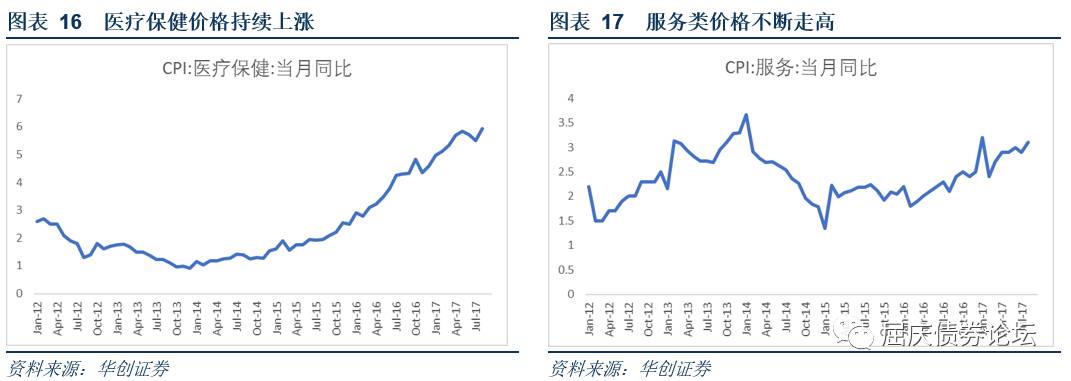 图表 16 医疗保健价格持续上涨
CPI:医疗保健:当月同比
7
6
5
4
3
2
1
0
Jan-12
Apr-12
Jul-12
Oct-12
Jan-13
Apr-13
Jul-13
Oct-13
Jan-14
Apr-14
Jul-14
Oct-14
Jan-15
Apr-15
Jul-15
Oct-15
Jan-16
Apr-16
Jul-16
Oct-16
Jan-17
Apr-17
Jul-17
资料来源：华创证券
图表 17 服务类价格不断走高
CPI:服务:当月同比
4
3.5
3
2.5
2
1.5
1
0.5
0
Jan-12
Apr-12
Jul-12
Oct-12
Jan-13
Apr-13
Jul-13
Oct-13
Jan-14
Apr-14
Jul-14
Oct-14
Jan-15
Apr-15
Jul-15
Oct-15
Jan-16
Apr-16
Jul-16
Oct-16
Jan-17
Apr-17
Jul-17
屈庆债券论坛
资料来源：华创证券